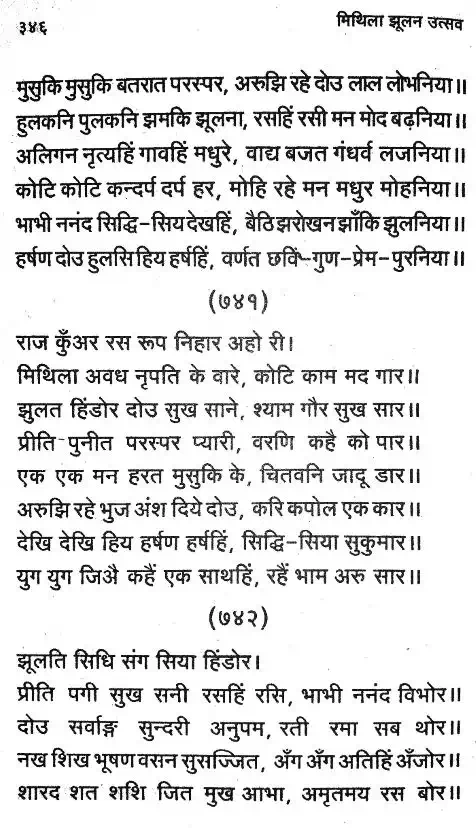 ३४६
मिथिला झूलन उत्सव
मुसुकि मुसुकि बतरात परस्पर, अरुझि रहे दोउ लाल लोभनिया॥
हुलकनि पुलकनि झमकि झूलना, रसहिं रसी मन मोद बढ़निया॥
अलिगन नृत्यहिं गावहिं मधुरे, वाद्य बजत गंधर्व लजनिया॥
कोटि कोटि कन्दर्प दर्प हर, मोहि रहे मन मधुर मोहनिया॥
भाभी ननंद सिद्धि-सिय देखहिं, बैठि झरोखन झाँकि झुलनिया॥
हर्षण दोउ हुलसि हिय हर्षहिं, वर्णत छविं-गुण-प्रेम-पुरनिया॥
(७४१)
राज कुँअर रस रूप निहार अहो री।
मिथिला अवध नृपति के वारे, कोटि काम मद गार॥
झुलत हिंडोर दोउ सुख साने, श्याम गौर सुख सार॥
प्रीति-पुनीत परस्पर प्यारी, वरणि कहै को पार॥
एक एक मन हरत मुसुकि के, चितवनि जादू डार॥
अरुझि रहे भुज अंश दिये दोउ, करि कपोल एक कार॥
देखि देखि हिय हर्षण हर्षहिं, सिद्धि-सिया सुकुमार॥
युग युग जिअै कहैं एक साथहिं, रहैं भाम अरु सार॥
(७४२)
झूलति सिधि संग सिया हिंडोर।
प्रीति पगी सुख सनी रसहिं रसि, भाभी ननंद विभोर॥
दोउ सर्वाङ्ग सुन्दरी अनुपम, रती रमा सब थोर॥
नख शिख भूषण वसन सुसज्जित, अँग अँग अतिहिं अँजोर॥
शारद शत शशि जित मुख आभा, अमृतमय रस बोर॥